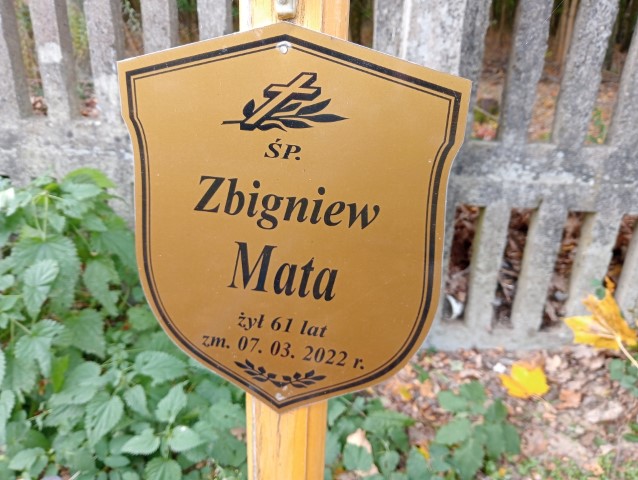 ŚP.
Zbigniew
Mata
żył 61 lat
zm. 07. 03. 2022 r.